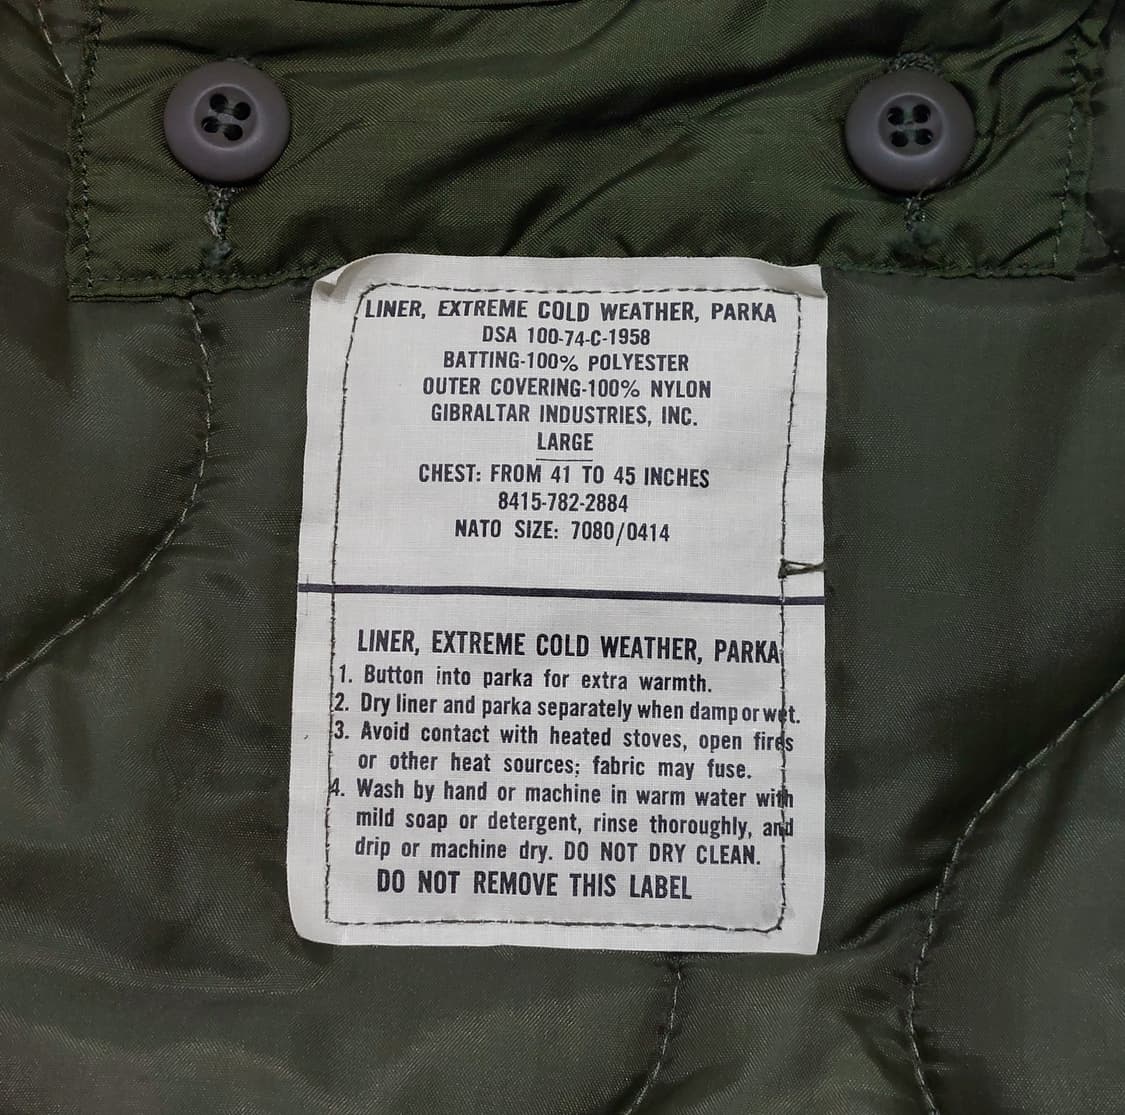 LINER, EXTREME COLD WEATHER, PARKA
DSA 100-74-C-1958
BATTING-100% POLYESTER
OUTER COVERING-100% NYLON
GIBRALTAR INDUSTRIES, INC.
LARGE
CHEST: FROM 41 TO 45 INCHES
8415-782-2884
NATO SIZE: 7080/0414
LINER, EXTREME COLD WEATHER, PARKA
1. Button into parka for extra warmth.
2. Dry liner and parka separately when damp or wet.
3. Avoid contact with heated stoves, open fires
or other heat sources; fabric may fuse.
4. Wash by hand or machine in warm water with
mild soap or detergent, rinse thoroughly, and
drip or machine dry. DO NOT DRY CLEAN.
DO NOT REMOVE THIS LABEL